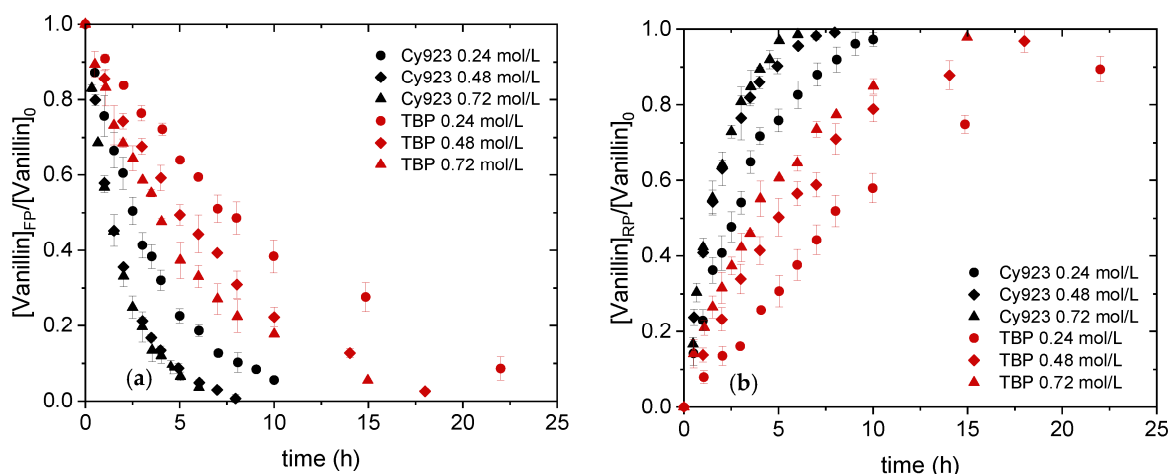 [Vanillin]FP/[Vanillin]0
1.0
0.8
0.6
0.4
0.2
0.0
Cy923 0.24 mol/L
Cy923 0.48 mol/L
Cy923 0.72 mol/L
TBP 0.24 mol/L
TBP 0.48 mol/L
TBP 0.72 mol/L
(a)
0 5 10 15 20 25
time (h)
[Vanillin]RP/[Vanillin]0
1.0
0.8
0.6
0.4
0.2
0.0
Cy923 0.24 mol/L
Cy923 0.48 mol/L
Cy923 0.72 mol/L
TBP 0.24 mol/L
TBP 0.48 mol/L
TBP 0.72 mol/L
(b)
0 5 10 15 20 25
time (h)